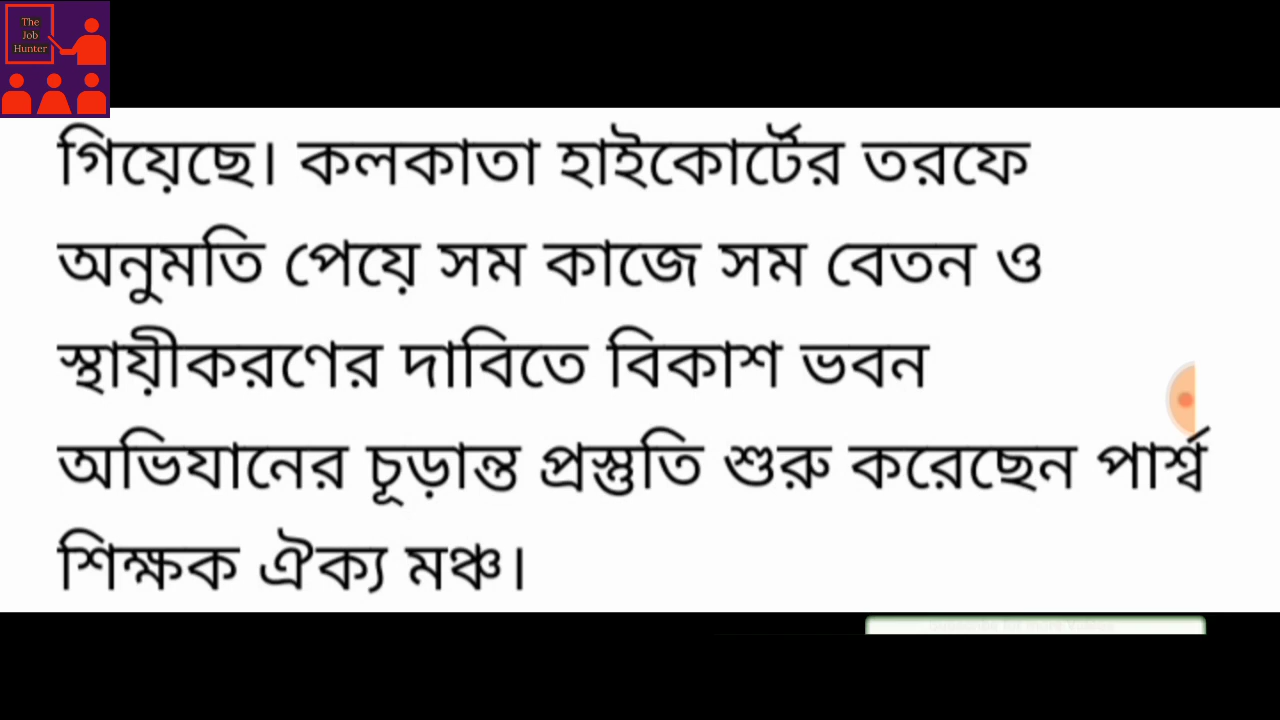 The
Job
Hunter
গিয়েছে। কলকাতা হাইকোর্টের তরফে
অনুমতি পেয়ে সম কাজে সম বেতন ও
স্থায়ীকরণের দাবিতে বিকাশ ভবন
অভিযানের চূড়ান্ত প্রস্তুতি শুরু করেছেন পার্শ্ব
শিক্ষক ঐক্য মঞ্চ।